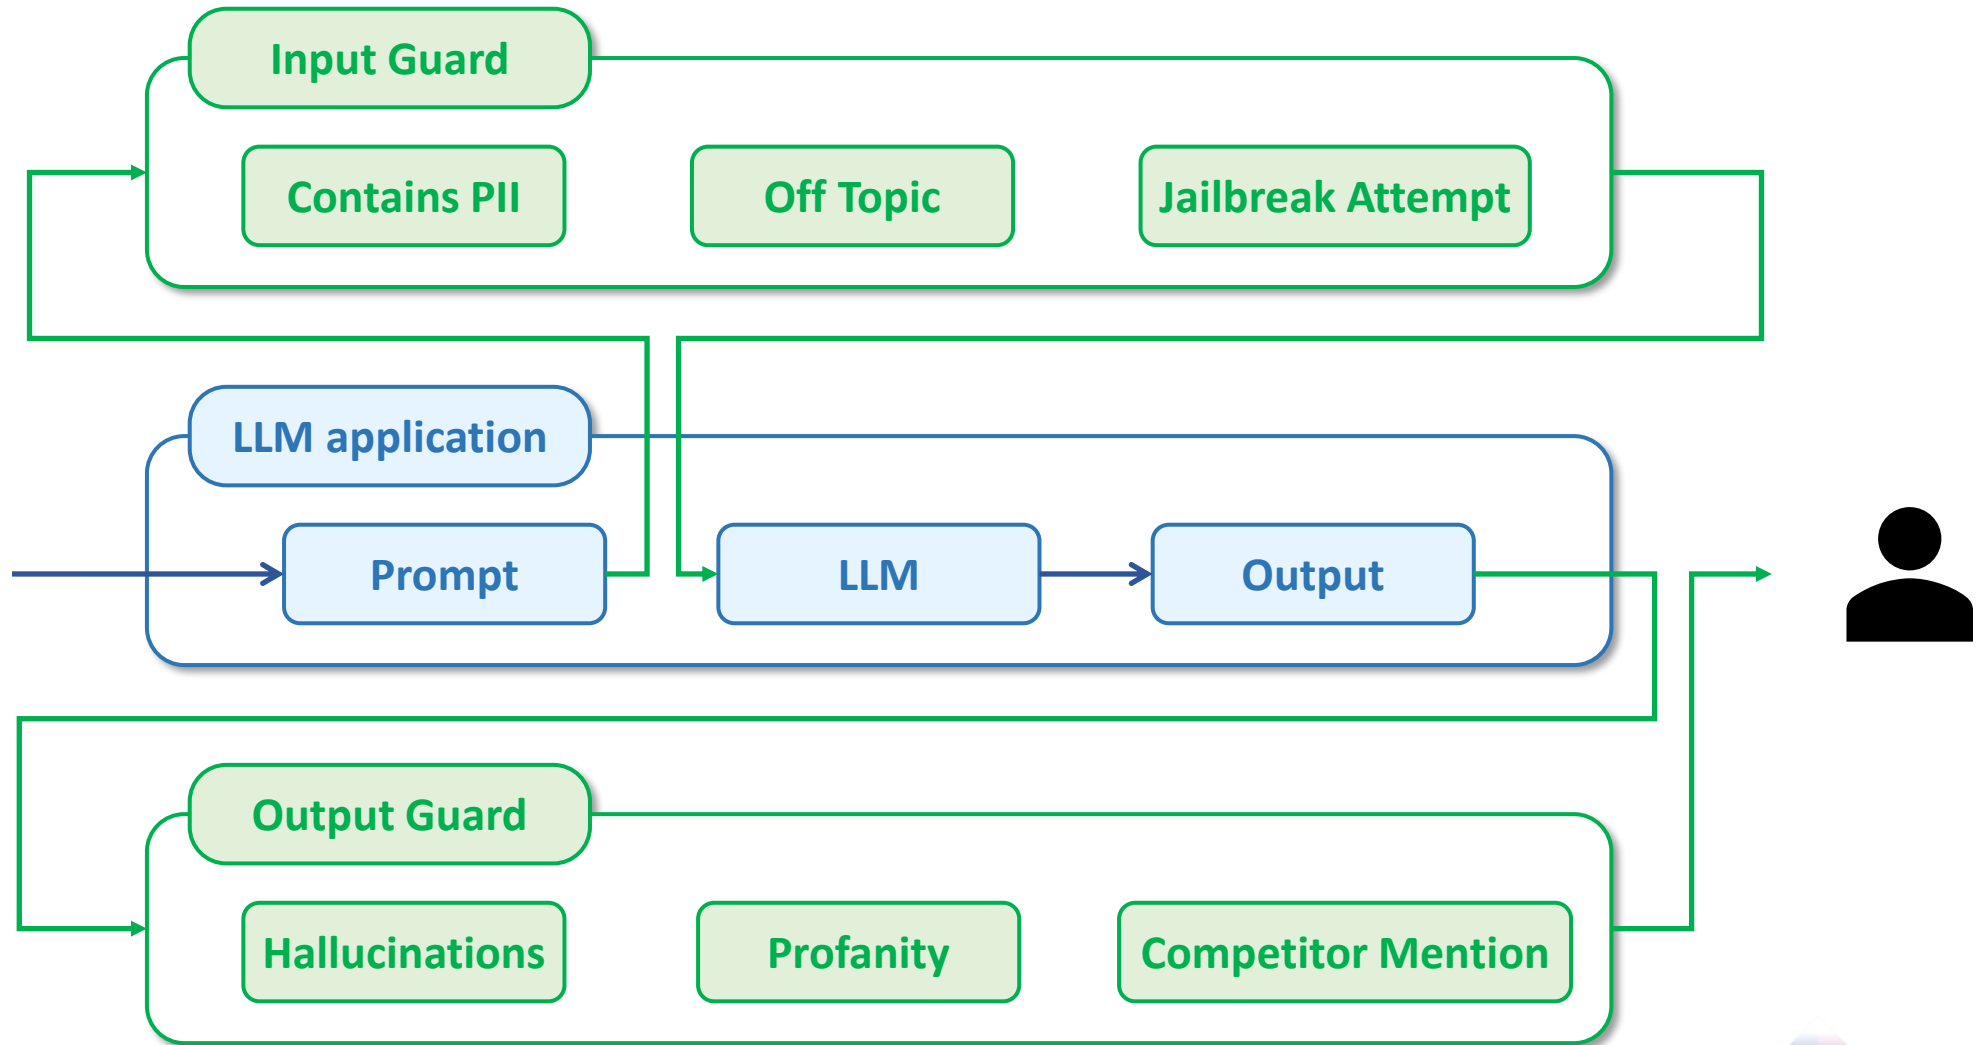 Input Guard
Contains PII
Off Topic
Jailbreak Attempt
LLM application
Prompt
LLM
Output
Output Guard
Hallucinations
Profanity
Competitor Mention